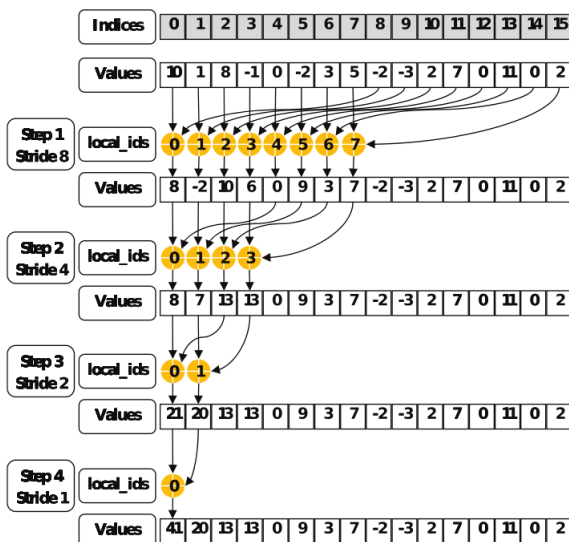 Indices 0 1 2 3 4 5 6 7 8 9 10 11 12 13 14 15
Values 10 1 8 -1 0 -2 3 5 -2 -3 2 7 0 11 0 2
Step 1
Stride 8
local_ids 0 1 2 3 4 5 6 7
Values 8 -2 10 6 0 9 3 7 -2 -3 2 7 0 11 0 2
Step 2
Stride 4
local_ids 0 1 2 3
Values 8 7 13 13 0 9 3 7 -2 -3 2 7 0 11 0 2
Step 3
Stride 2
local_ids 0 1
Values 21 20 13 13 0 9 3 7 -2 -3 2 7 0 11 0 2
Step 4
Stride 1
local_ids 0
Values 41 20 13 13 0 9 3 7 -2 -3 2 7 0 11 0 2